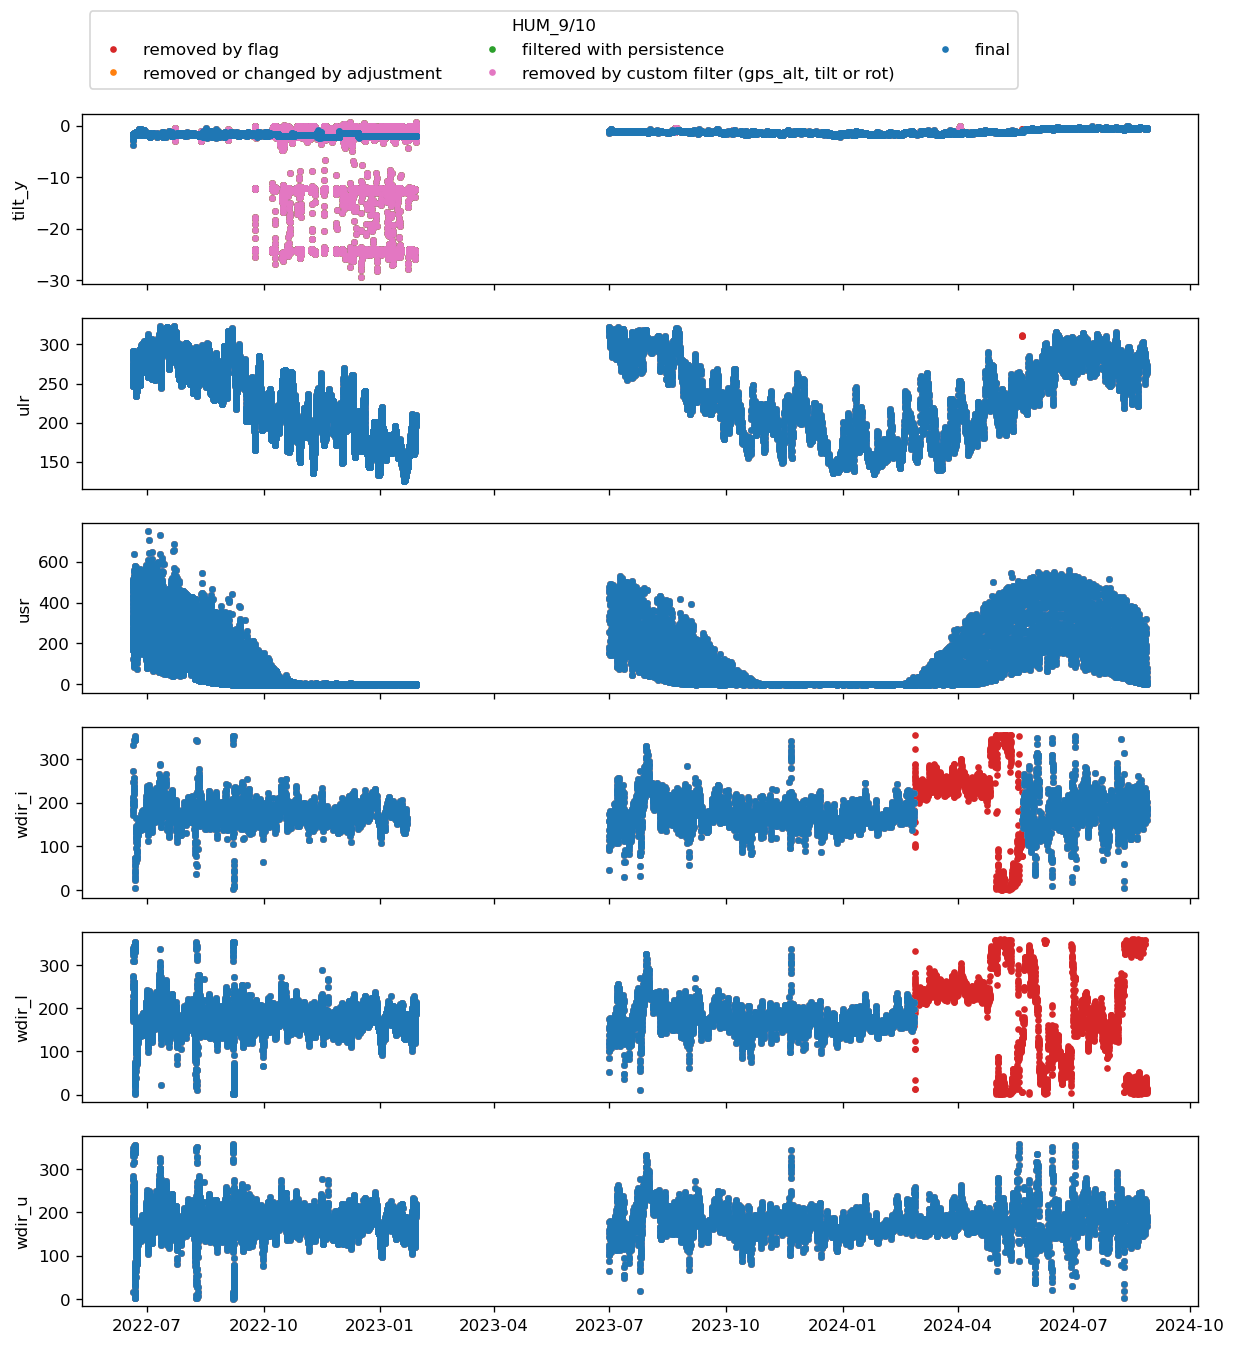 HUM_9/10
removed by flag
filtered with persistence
final
removed or changed by adjustment
removed by custom filter (gps_alt, tilt or rot)
0
−10
−20
−30
tilt_y
300
250
200
150
ulr
600
400
200
0
usr
300
200
100
0
wdir_i
300
200
100
0
wdir_l
300
200
100
0
wdir_u
2022-07 2022-10 2023-01 2023-04 2023-07 2023-10 2024-01 2024-04 2024-07 2024-10